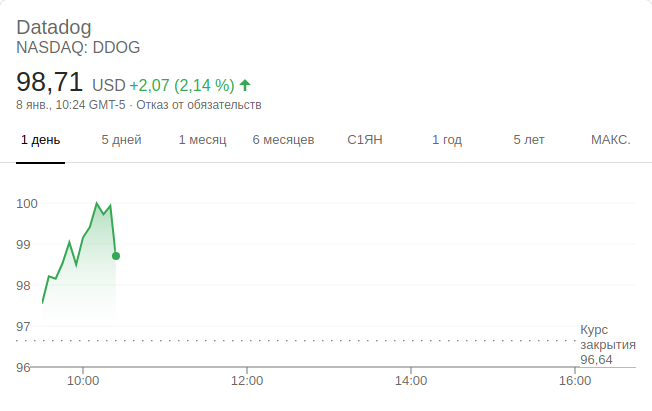 Datadog
NASDAQ: DDOG
98,71 USD +2,07 (2,14 %)
8 янв., 10:24 GMT-5 · Отказ от обязательств
1 день 5 дней 1 месяц 6 месяцев С1ЯН 1 год 5 лет МАКС.
100
99
98
97
Курс
закрытия
96,64
96
10:00 12:00 14:00 16:00